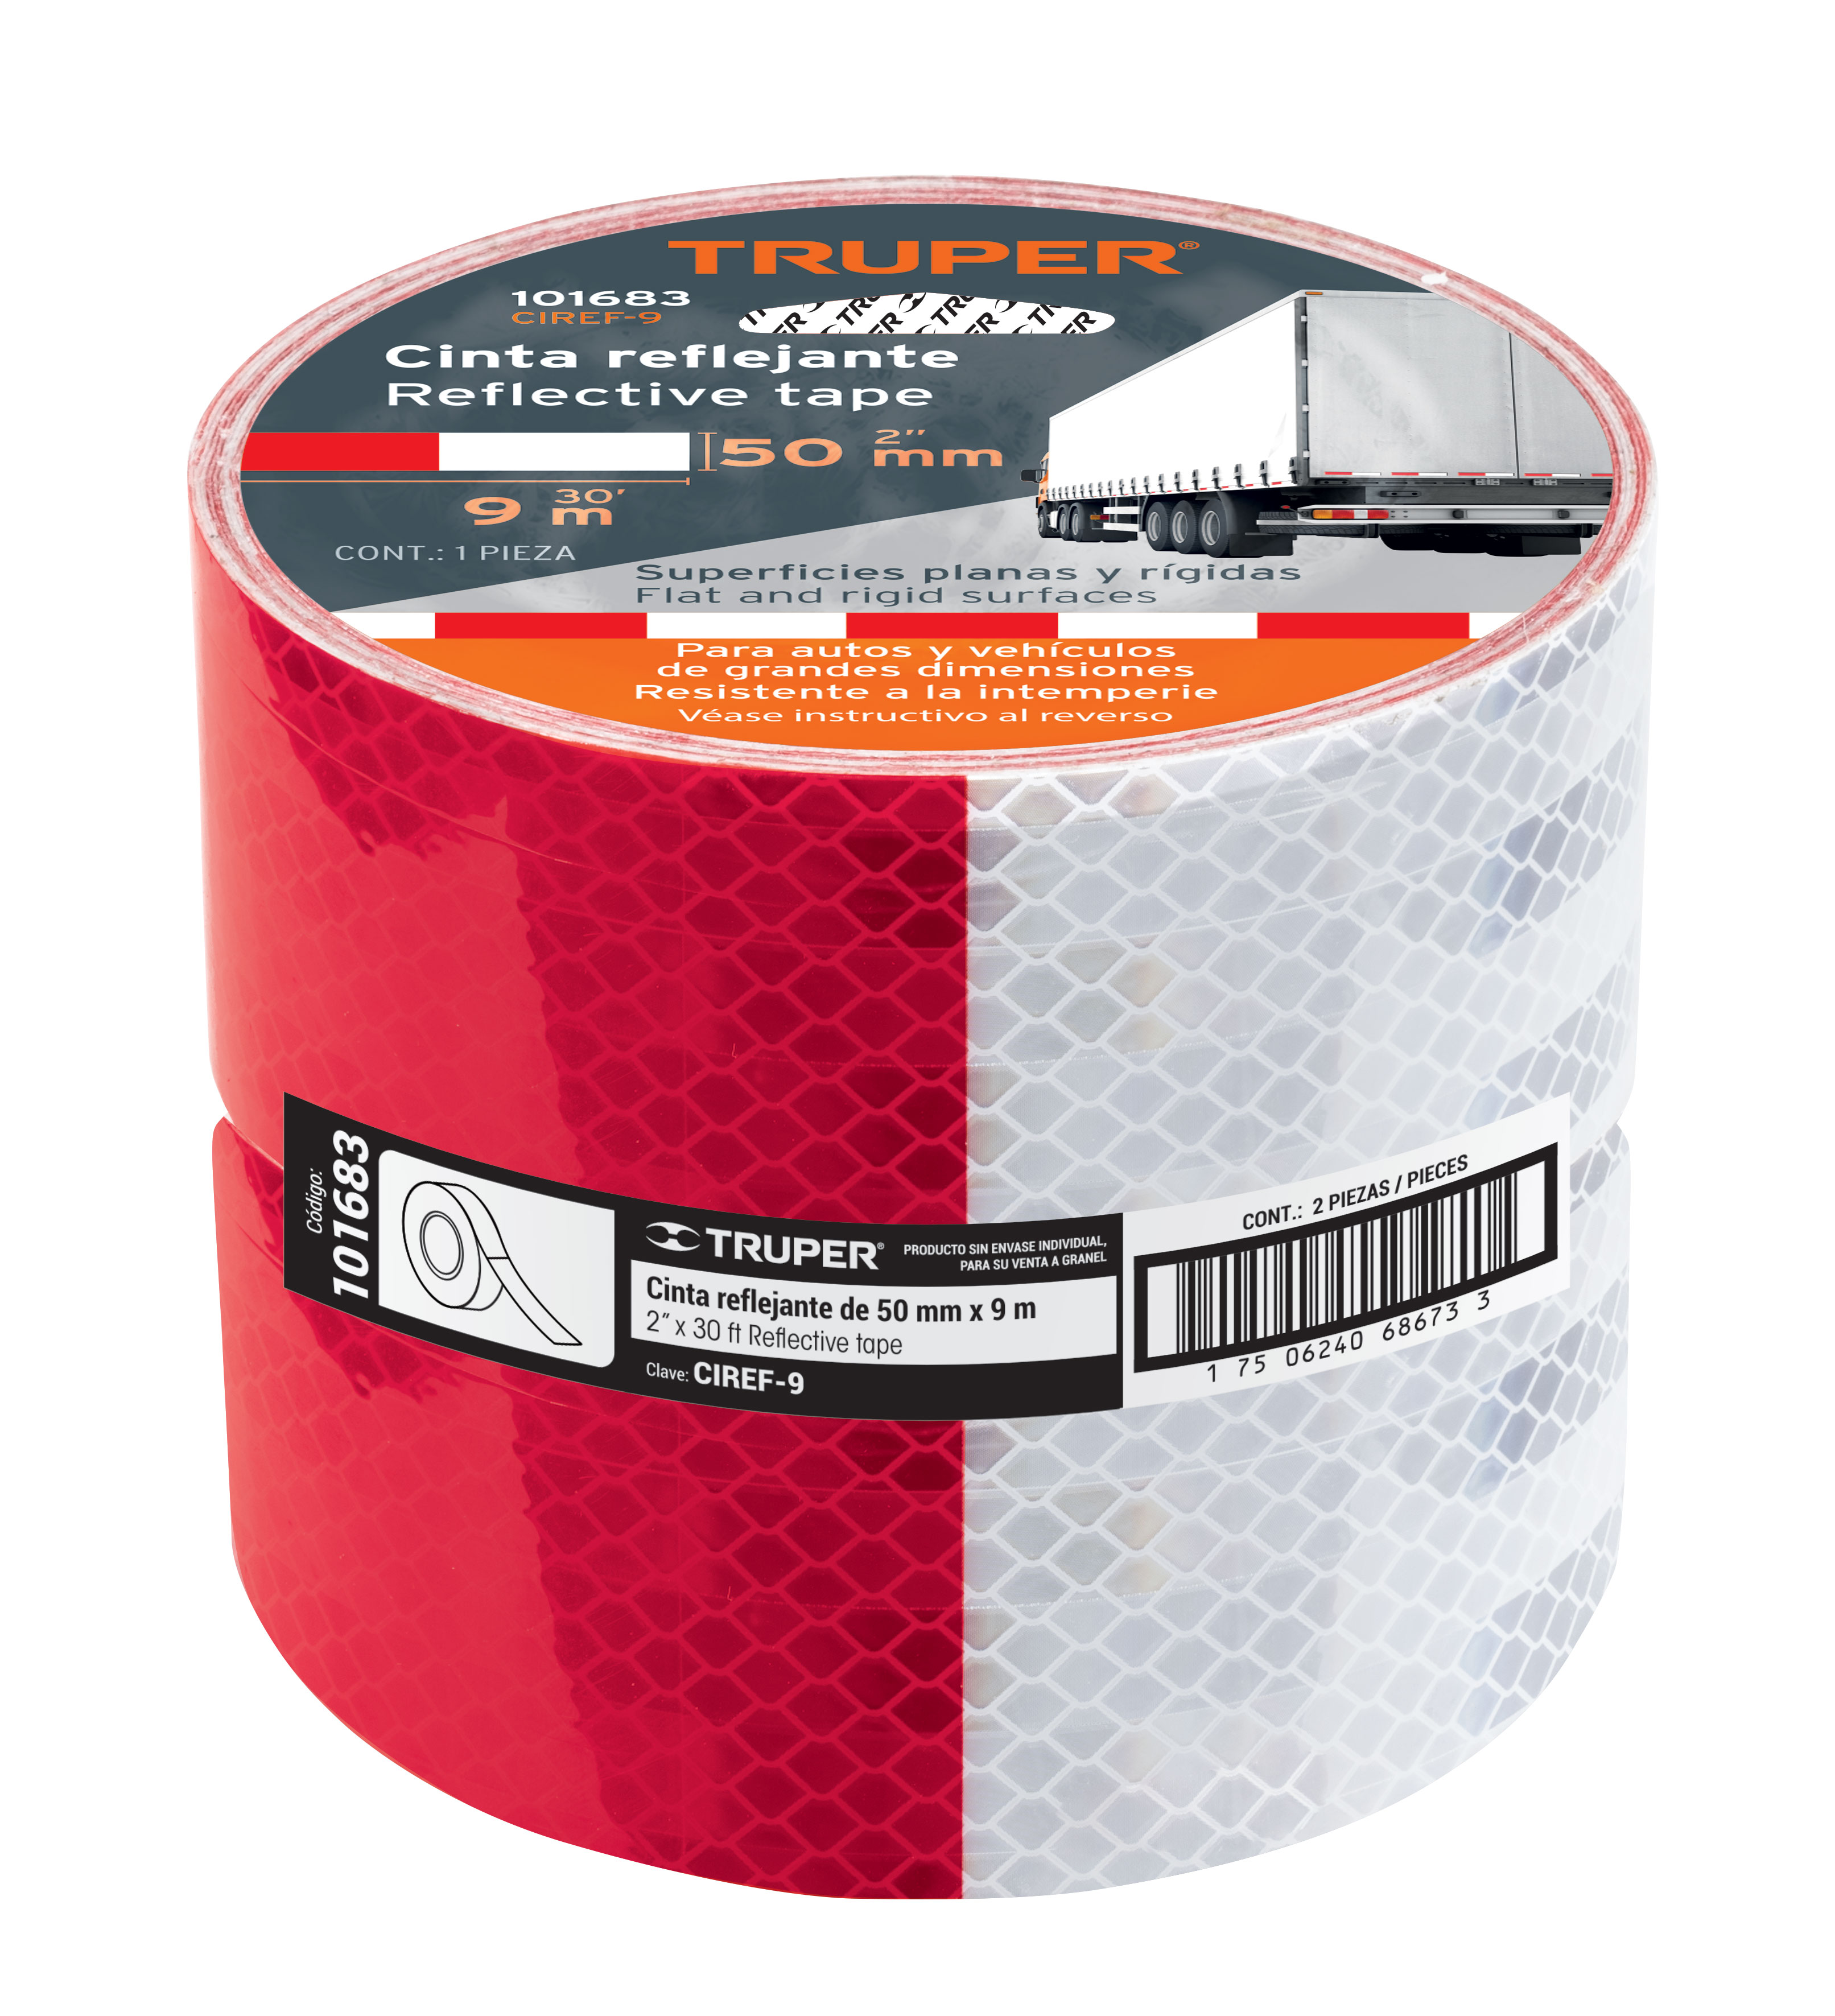 TRUPER®
101683
CIREF-9
TRUPER TRUPER TRUPER
Cinta reflejante
Reflective tape
50 mm
2"
9 m
30'
CONT.: 1 PIEZA
Superficies planas y rígidas
Flat and rigid surfaces
Para autos y vehículos
de grandes dimensiones
Resistente a la intemperie
Véase instructivo al reverso
Código:
101683
TRUPER®
PRODUCTO SIN ENVASE INDIVIDUAL,
PARA SU VENTA A GRANEL
Cinta reflejante de 50 mm x 9 m
2" x 30 ft Reflective tape
Clave: CIREF-9
CONT.: 2 PIEZAS / PIECES
1 75 06240 68673 3